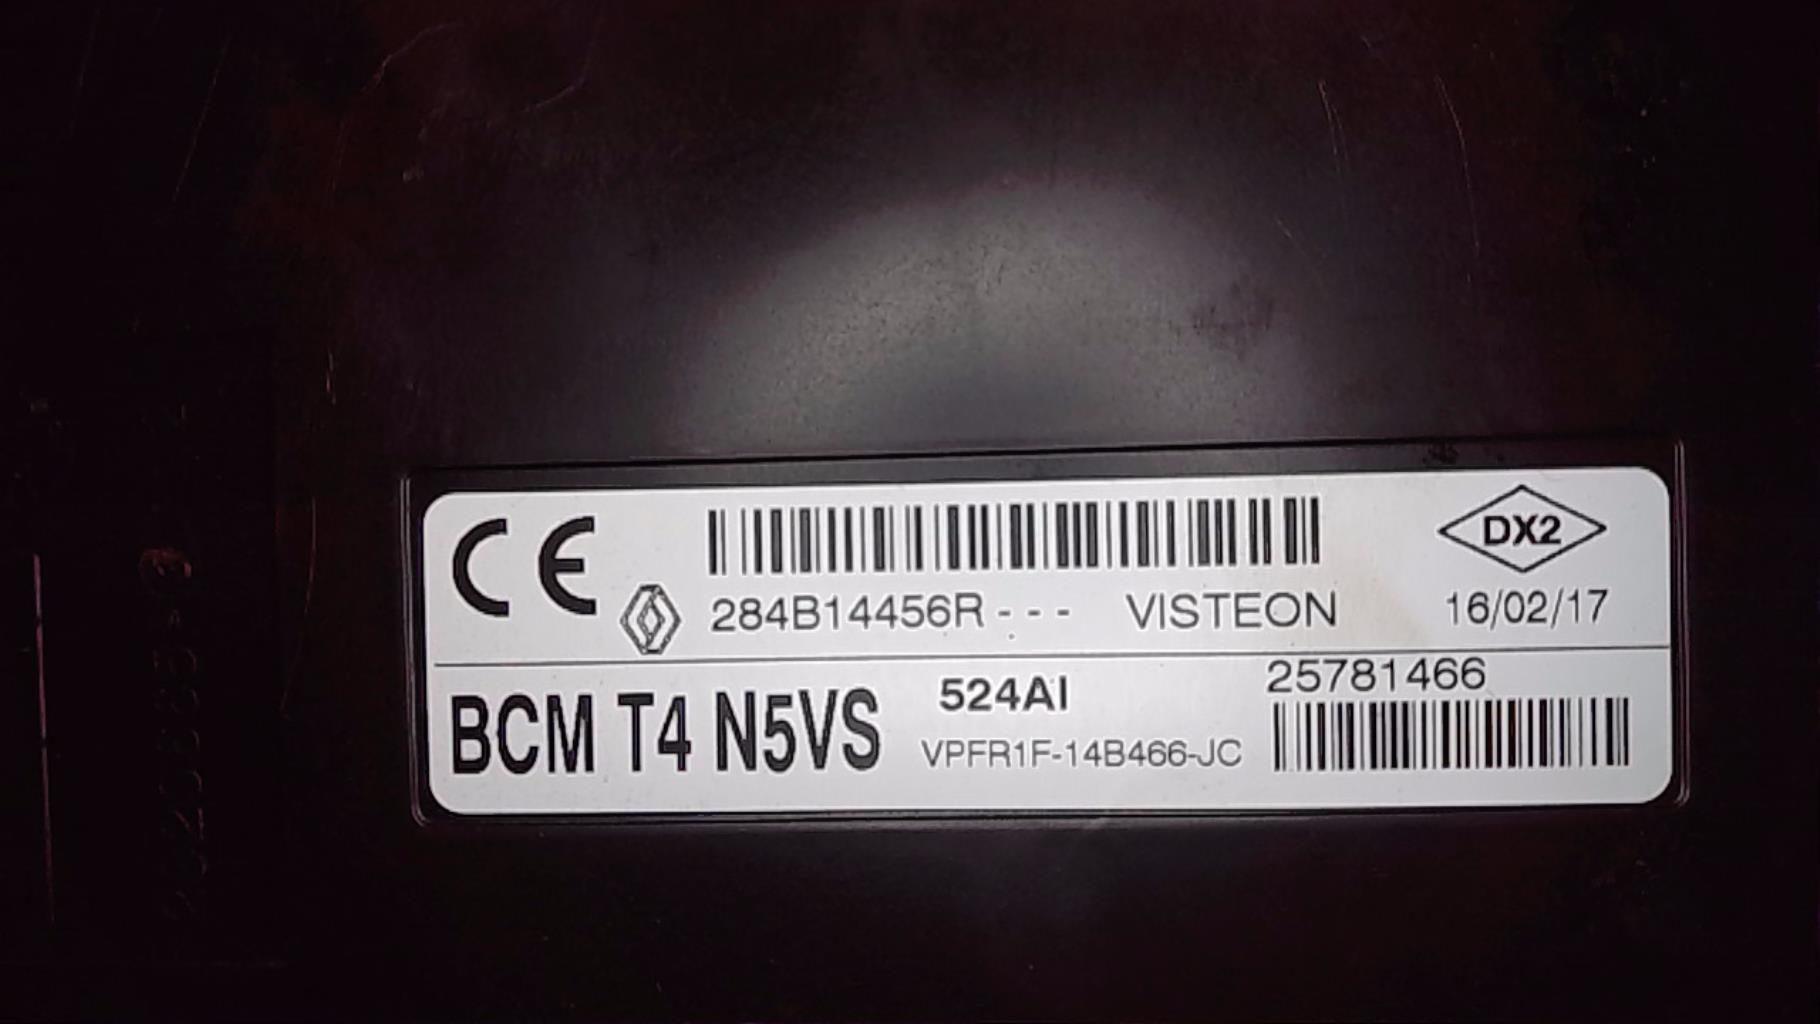 CE 284B14456R - - - VISTEON DX2 16/02/17
BCM T4 N5VS 524AI 25781466
VPFR1F-14B466-JC